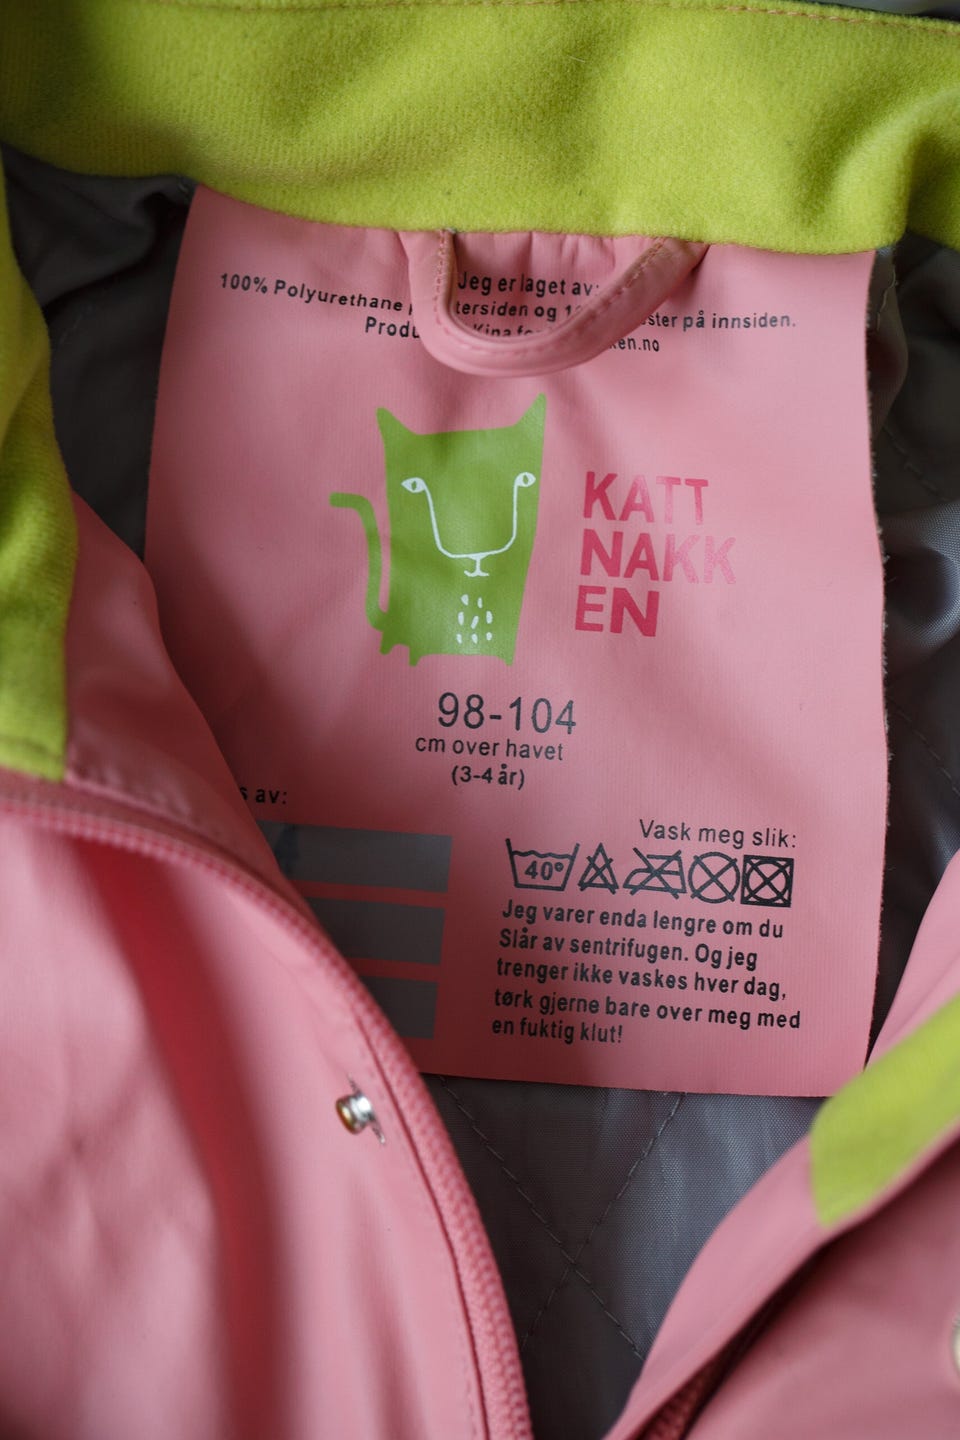 Jeg er laget av:
100% Polyurethane tersiden og ster på innsiden.
Kina ken.no
KATT
NAKK
EN
98-104
cm over havet
(3-4 år)
s av:
Vask meg slik:
40°
Jeg varer enda lengre om du
Slår av sentrifugen. Og jeg
trenger ikke vaskes hver dag,
tørk gjerne bare over meg med
en fuktig klut!